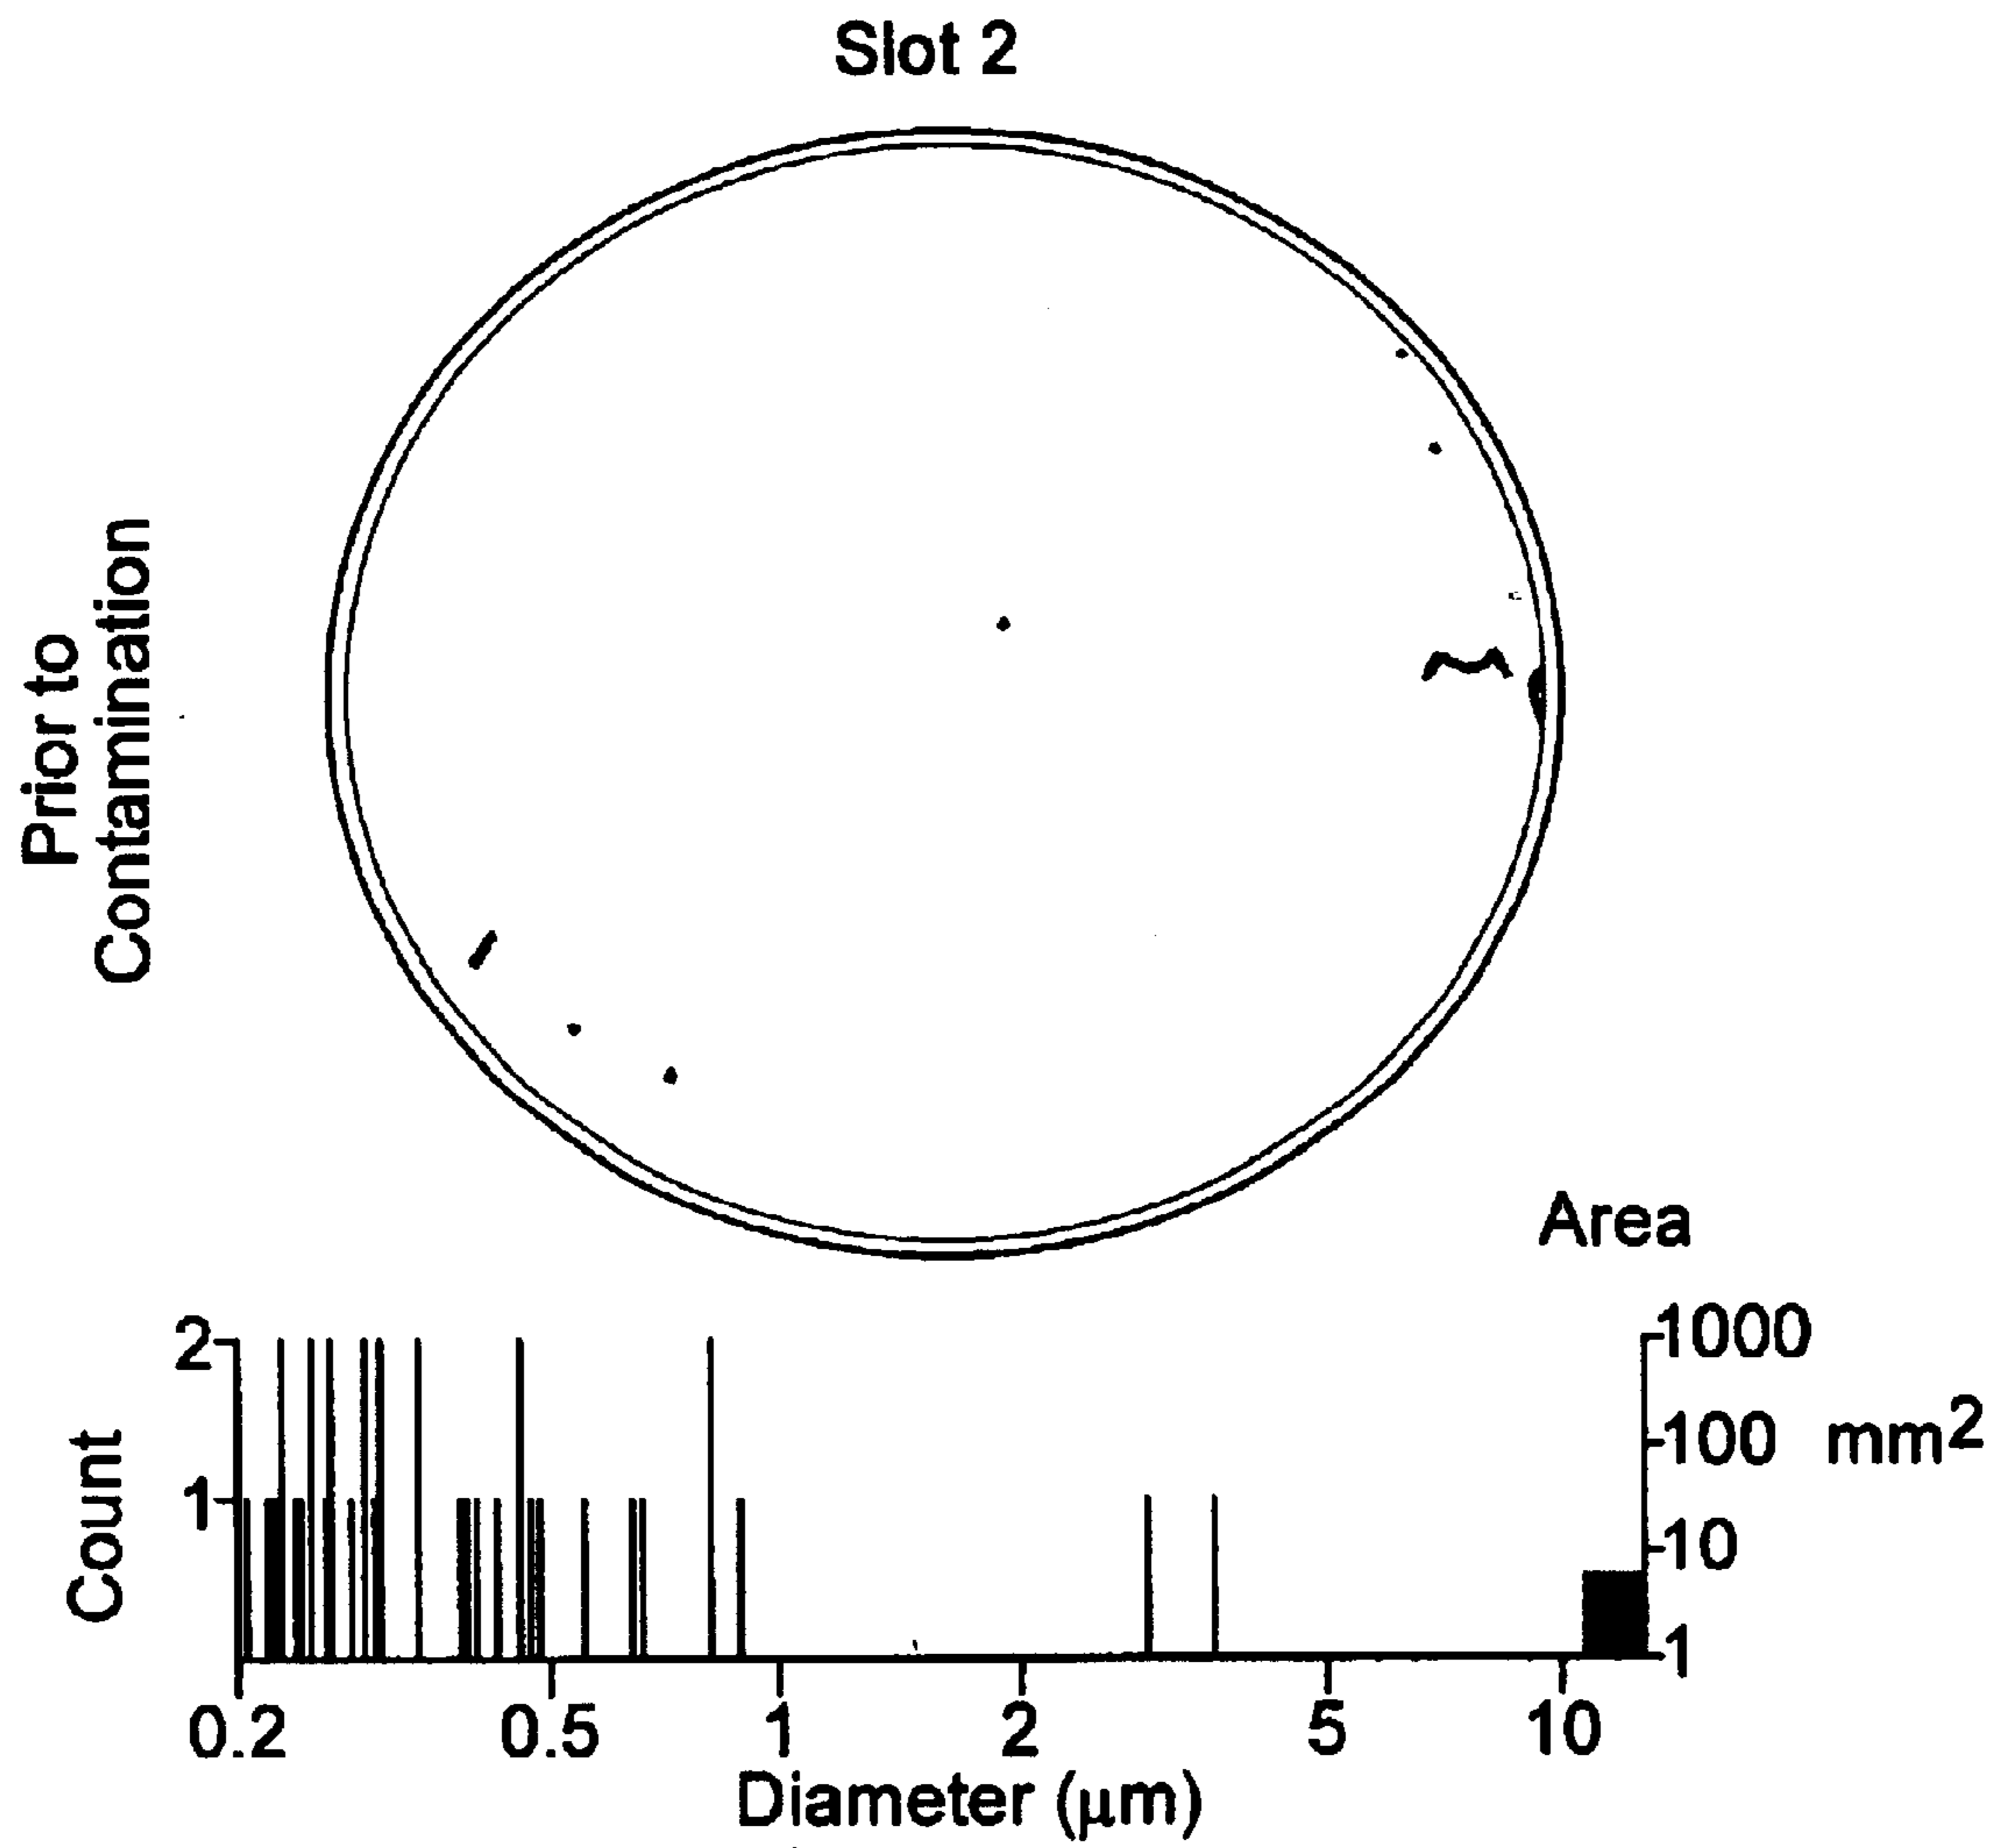 Slot 2
Prior to
Contamination
Area
2
1
Count
1000
100 mm2
10
1
0.2 0.5 1 2 5 10
Diameter (μm)